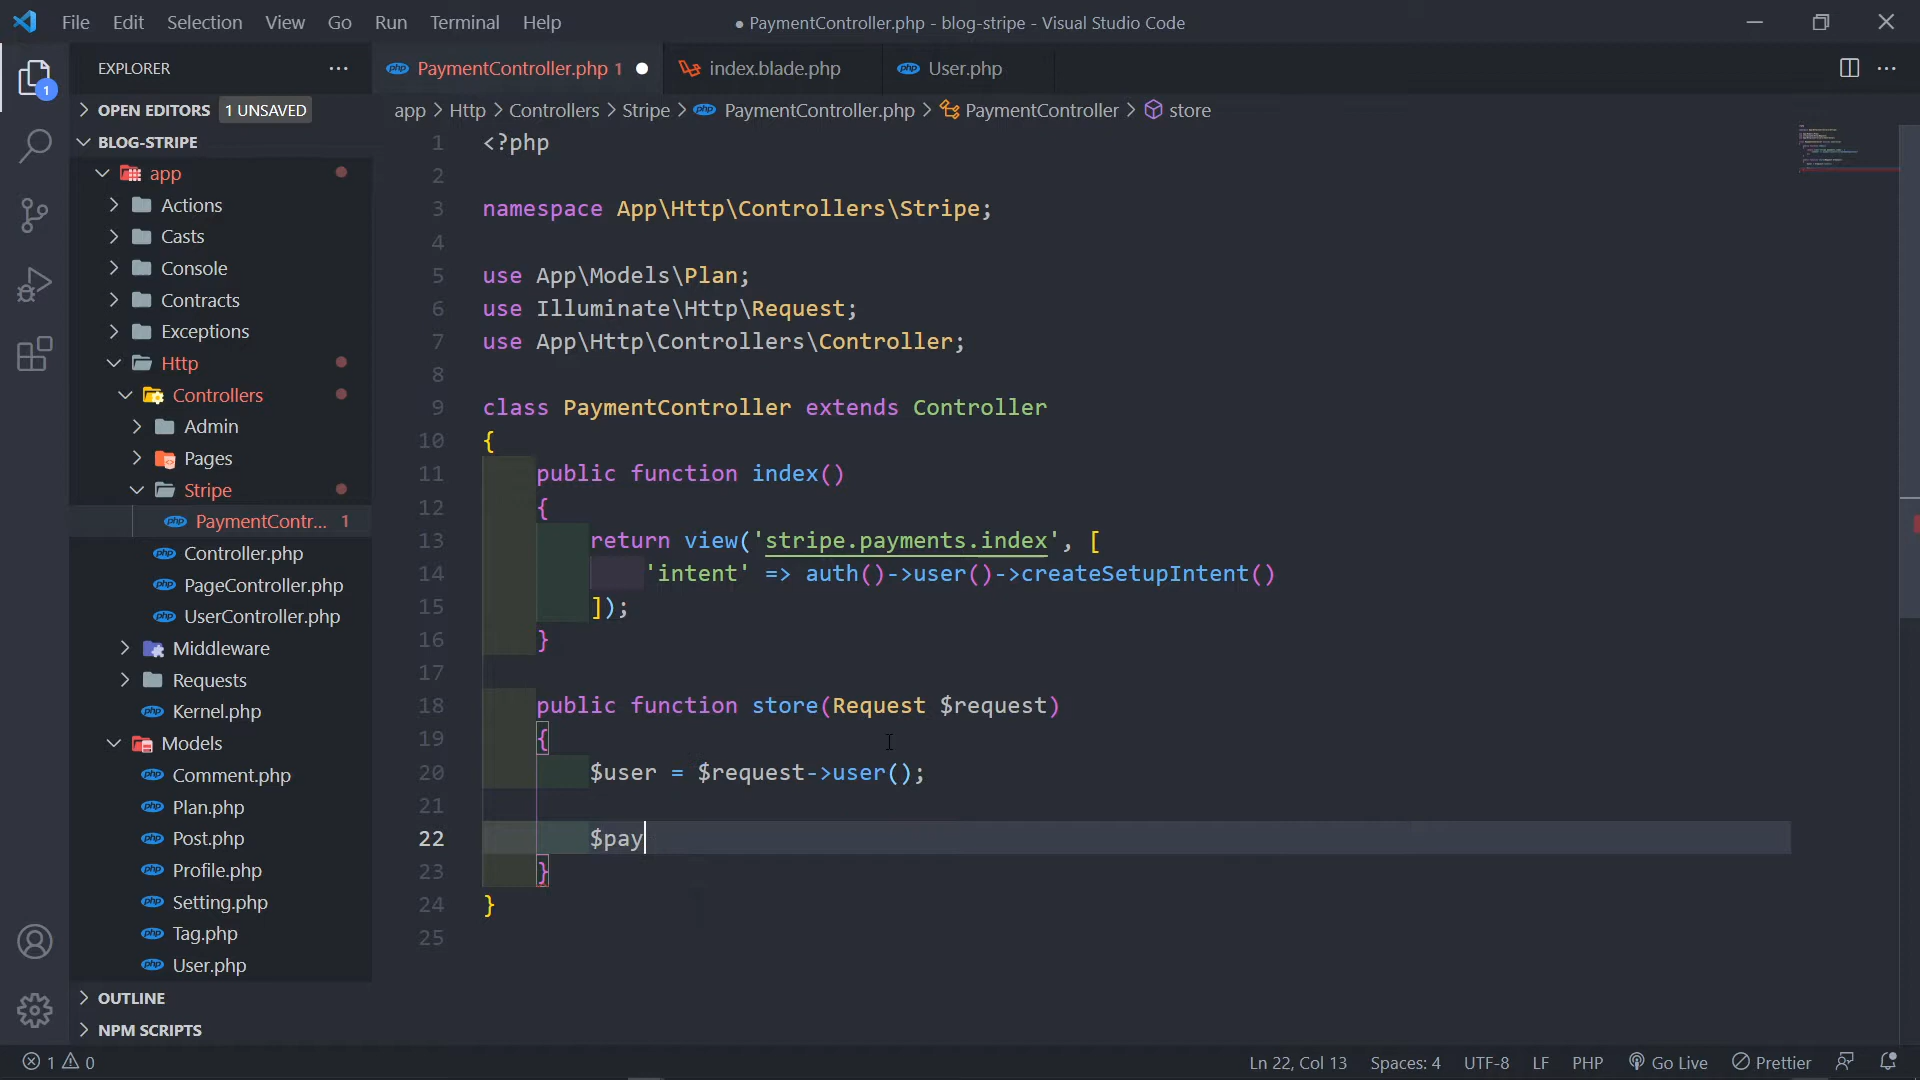 File Edit Selection View Go Run Terminal Help
● PaymentController.php - blog-stripe - Visual Studio Code
EXPLORER
PaymentController.php 1
index.blade.php
User.php
OPEN EDITORS 1 UNSAVED
BLOG-STRIPE
app
Actions
Casts
Console
Contracts
Exceptions
Http
Controllers
Admin
Pages
Stripe
PaymentContr... 1
Controller.php
PageController.php
UserController.php
Middleware
Requests
Kernel.php
Models
Comment.php
Plan.php
Post.php
Profile.php
Setting.php
Tag.php
User.php
OUTLINE
NPM SCRIPTS
1
app > Http > Controllers > Stripe > PaymentController.php > PaymentController > store
1 <?php
2
3 namespace App\Http\Controllers\Stripe;
4
5 use App\Models\Plan;
6 use Illuminate\Http\Request;
7 use App\Http\Controllers\Controller;
8
9 class PaymentController extends Controller
10 {
11 public function index()
12 {
13 return view('stripe.payments.index', [
14 'intent' => auth()->user()->createSetupIntent()
15 ]);
16 }
17
18 public function store(Request $request)
19 {
20 $user = $request->user();
21
22 $pay
23 }
24 }
25
1 0
Ln 22, Col 13 Spaces: 4 UTF-8 LF PHP Go Live Prettier